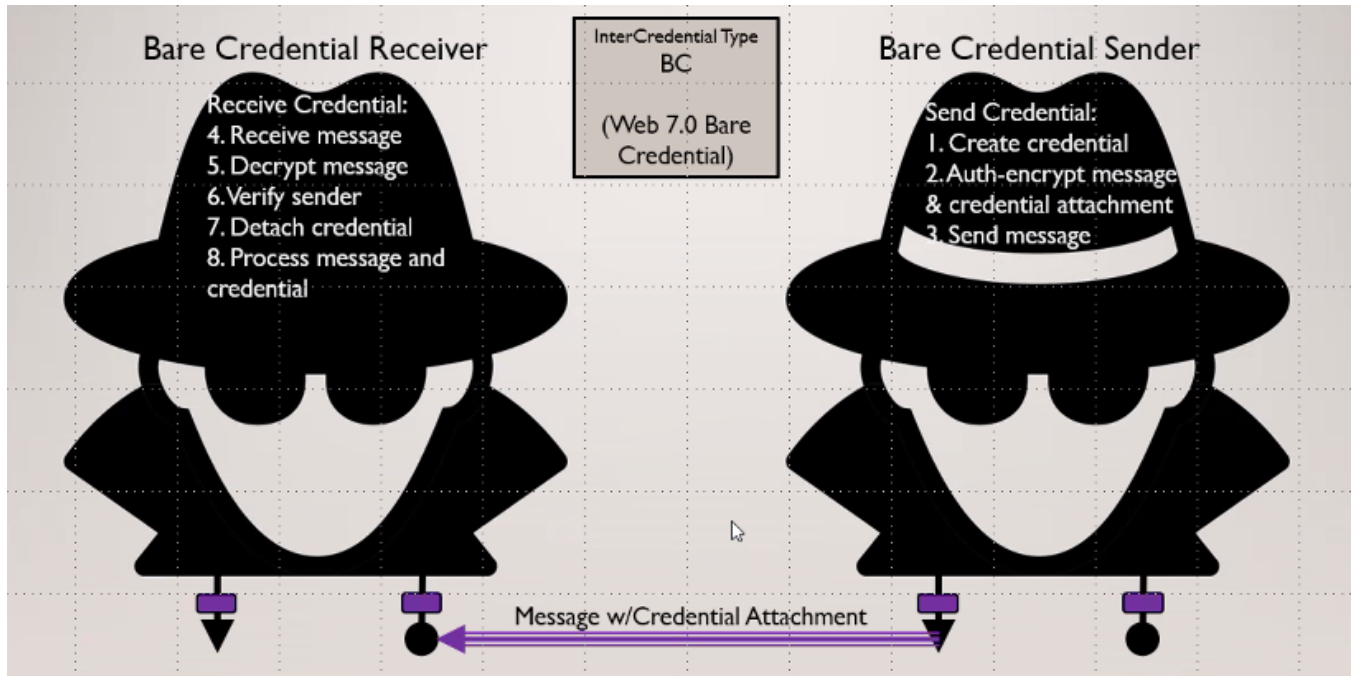 Bare Credential Receiver
Receive Credential:
4. Receive message
5. Decrypt message
6. Verify sender
7. Detach credential
8. Process message and
credential
InterCredential Type
BC
(Web 7.0 Bare
Credential)
Bare Credential Sender
Send Credential:
1. Create credential
2. Auth-encrypt message
& credential attachment
3. Send message
Message w/Credential Attachment